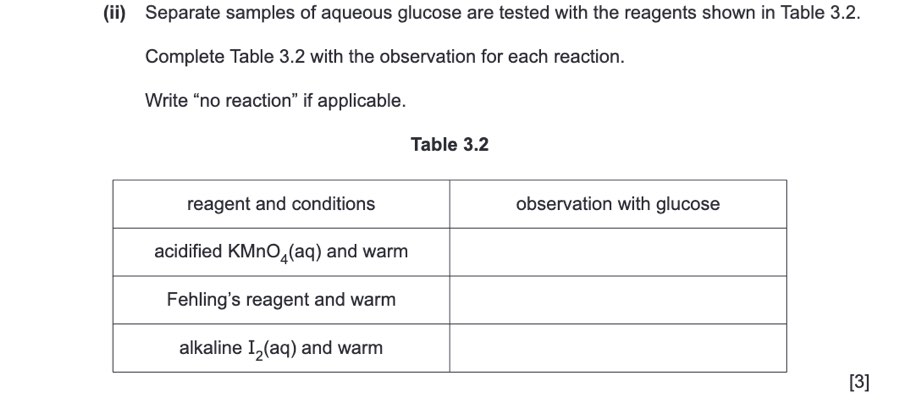 (ii) Separate samples of aqueous glucose are tested with the reagents shown in Table 3.2.
Complete Table 3.2 with the observation for each reaction.
Write “no reaction” if applicable.
Table 3.2
reagent and conditions observation with glucose
acidified KMnO₄(aq) and warm
Fehling’s reagent and warm
alkaline I₂(aq) and warm
[3]